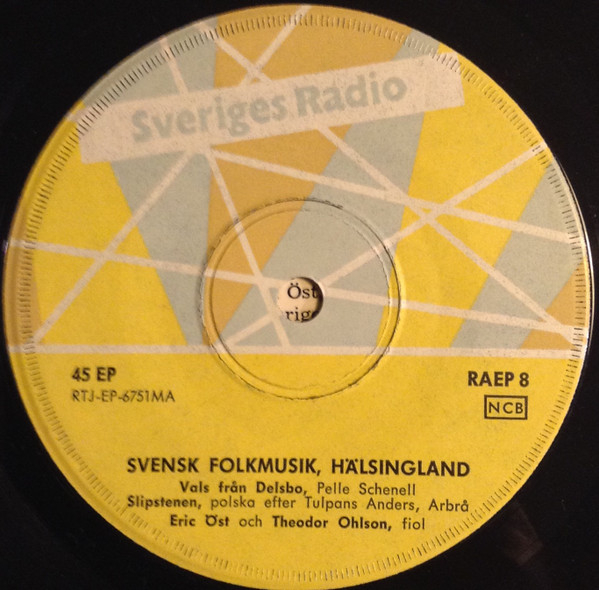 Sveriges Radio
Öst
rig
45 EP
RAEP 8
RTJ-EP-6751MA
NCB
SVENSK FOLKMUSIK, HÄLSINGLAND
Vals från Delsbo, Pelle Schenell
Slipstenen, polska efter Tulpans Anders, Arbrå
Eric Öst och Theodor Ohlson, fiol